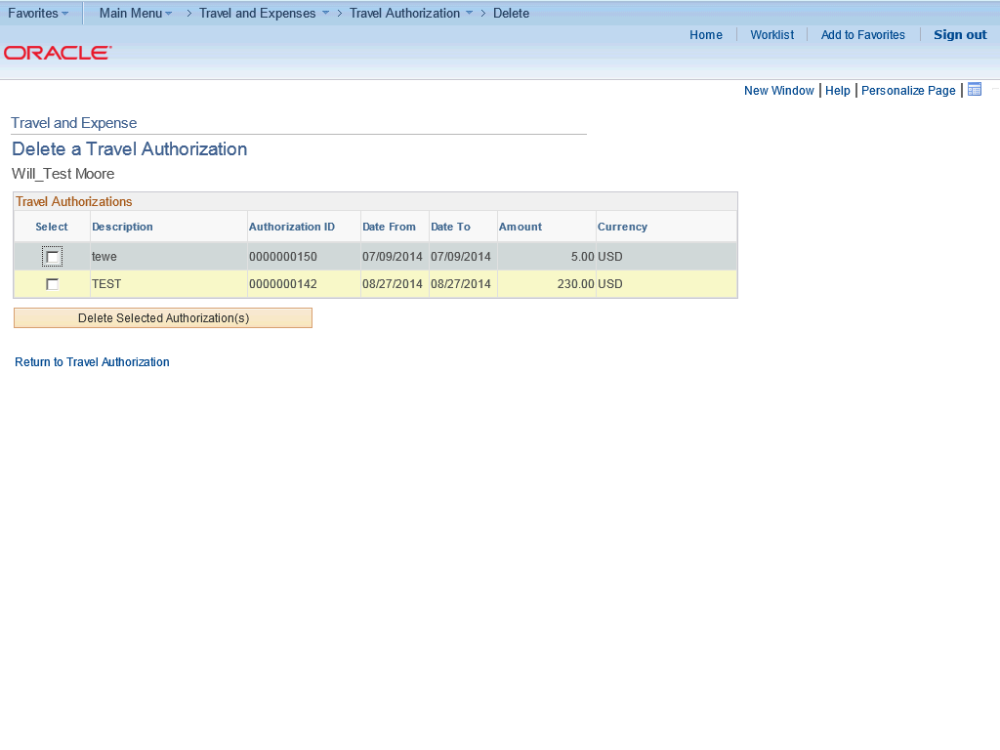 Favorites Main Menu > Travel and Expenses > Travel Authorization > Delete
Home Worklist Add to Favorites Sign out
ORACLE
New Window | Help | Personalize Page |
Travel and Expense
Delete a Travel Authorization
Will_Test Moore
Travel Authorizations
Select Description Authorization ID Date From Date To Amount Currency
tewe 0000000150 07/09/2014 07/09/2014 5.00 USD
TEST 0000000142 08/27/2014 08/27/2014 230.00 USD
Delete Selected Authorization(s)
Return to Travel Authorization